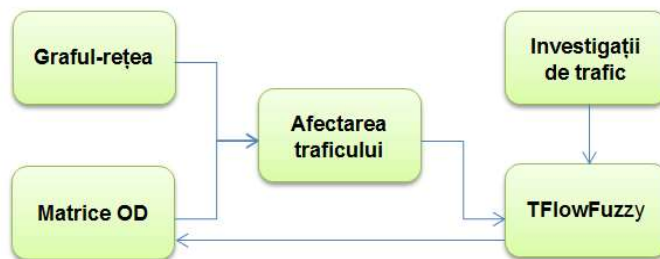 Graful-rețea
Investigații
de trafic
Afectarea
traficului
Matrice OD
TFlowFuzzy